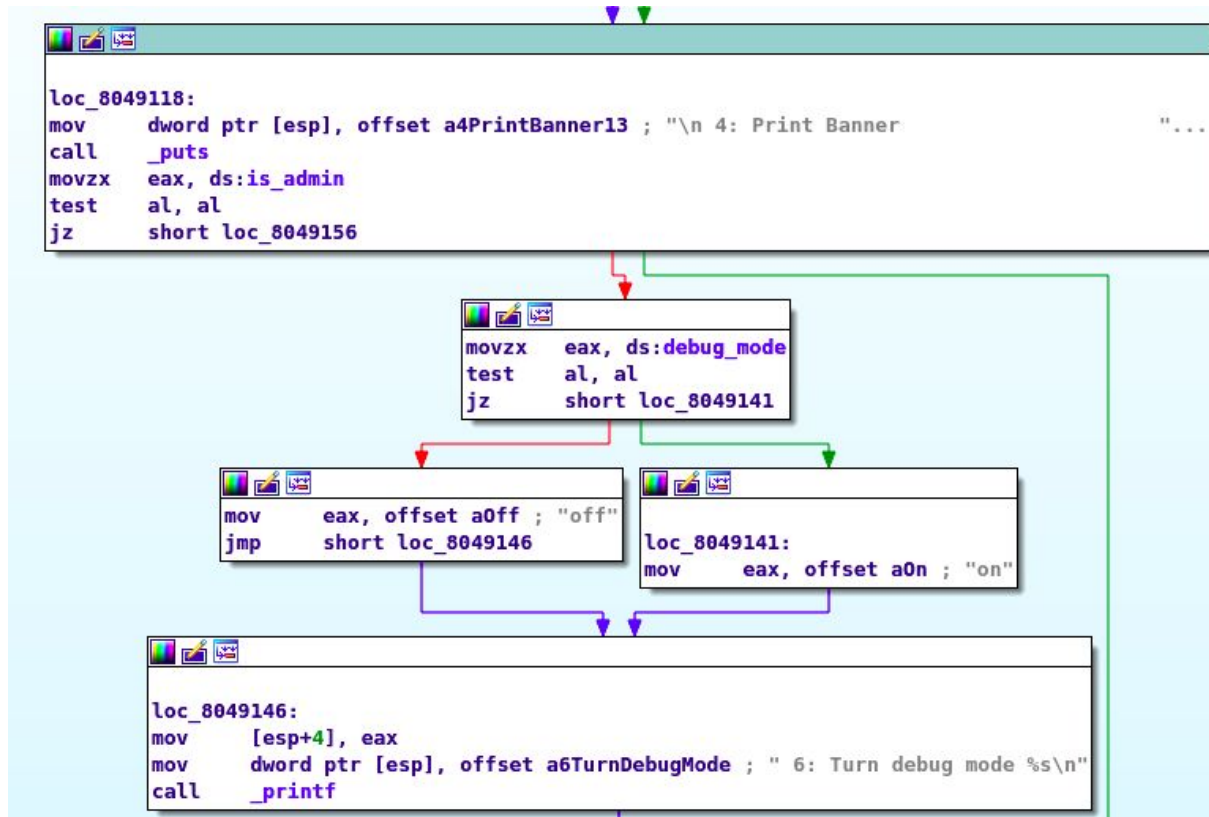 loc_8049118:
mov dword ptr [esp], offset a4PrintBanner13 ; "\n 4: Print Banner "...
call _puts
movzx eax, ds:is_admin
test al, al
jz short loc_8049156
movzx eax, ds:debug_mode
test al, al
jz short loc_8049141
mov eax, offset aOff ; "off"
jmp short loc_8049146
loc_8049141:
mov eax, offset aOn ; "on"
loc_8049146:
mov [esp+4], eax
mov dword ptr [esp], offset a6TurnDebugMode ; " 6: Turn debug mode %s\n"
call _printf